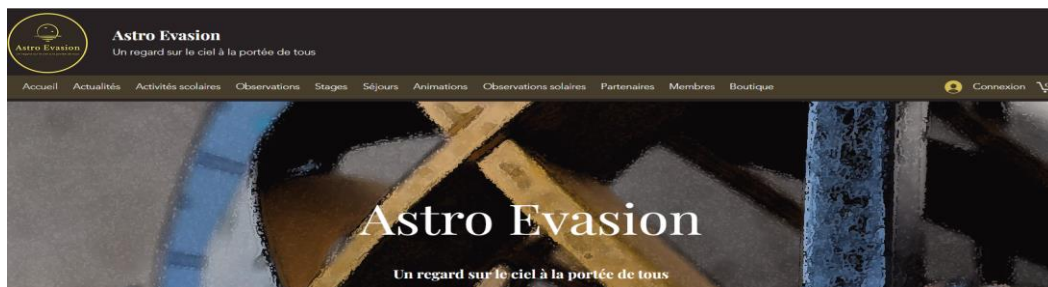 Astro Evasion
Astro Evasion
Un regard sur le ciel à la portée de tous
Accueil Actualités Activités scolaires Observations Stages Séjours Animations Observations solaires Partenaires Membres Boutique Connexion
Astro Evasion
Un regard sur le ciel à la portée de tous